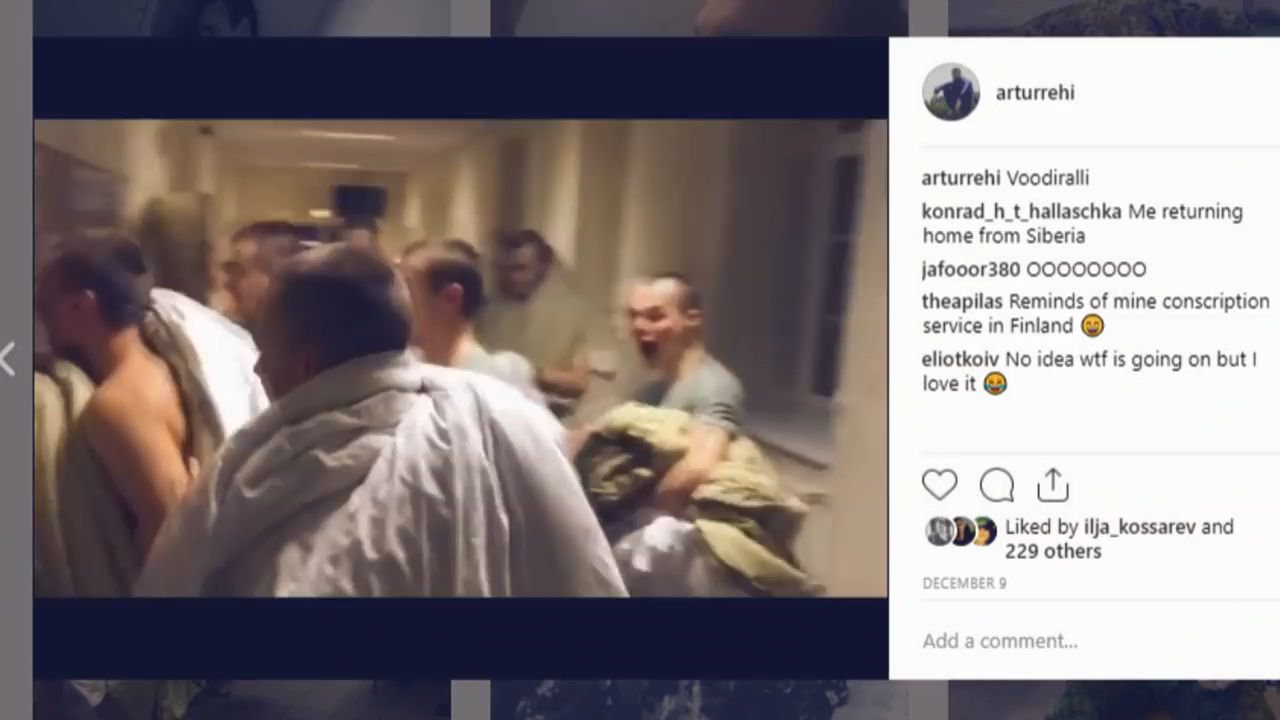 arturrehi
arturrehi Voodiralli
konrad_h_t_hallaschka Me returning
home from Siberia
jafooor380 OOOOOOOO
theapilas Reminds of mine conscription
service in Finland 😄
eliotkoiv No idea wtf is going on but I
love it 😂
Liked by ilja_kossarev and
229 others
DECEMBER 9
Add a comment...